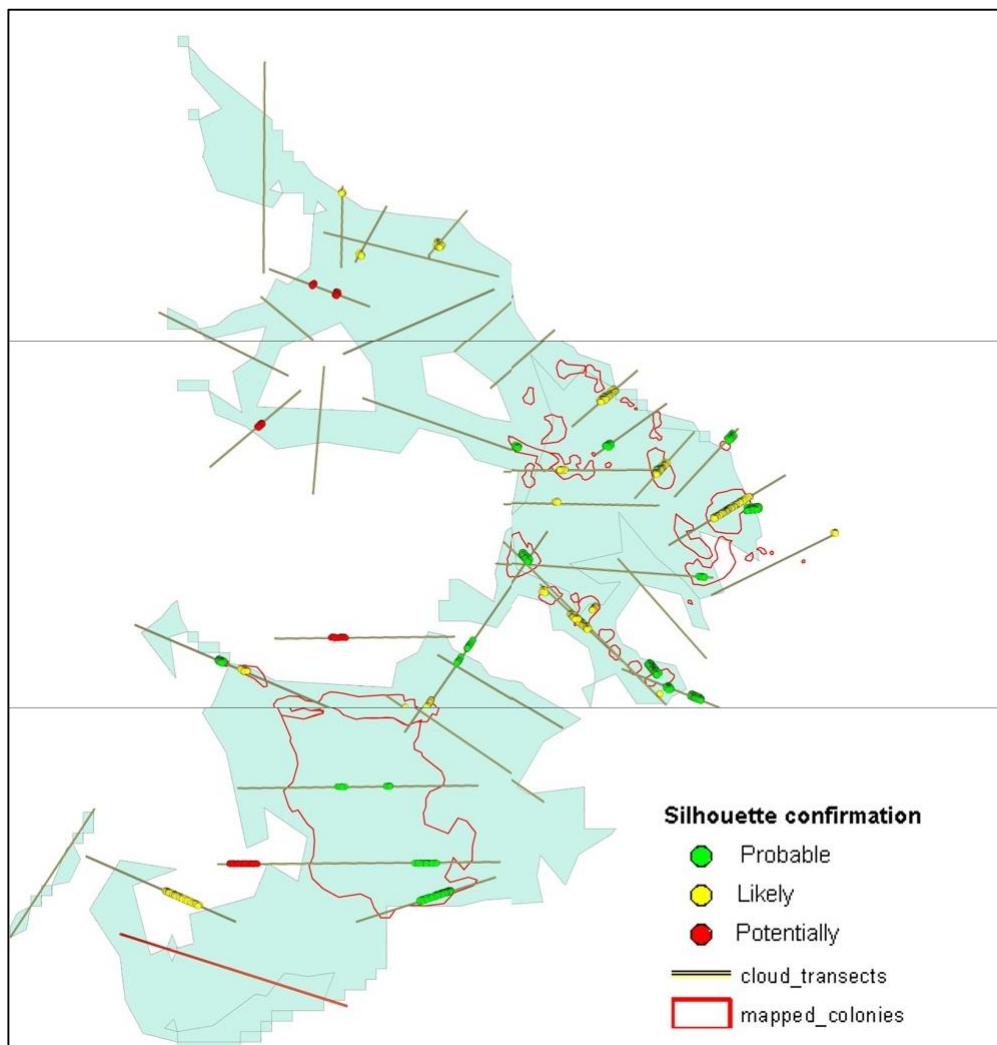 Silhouette confirmation
Probable
Likely
Potentially
cloud_transects
mapped_colonies